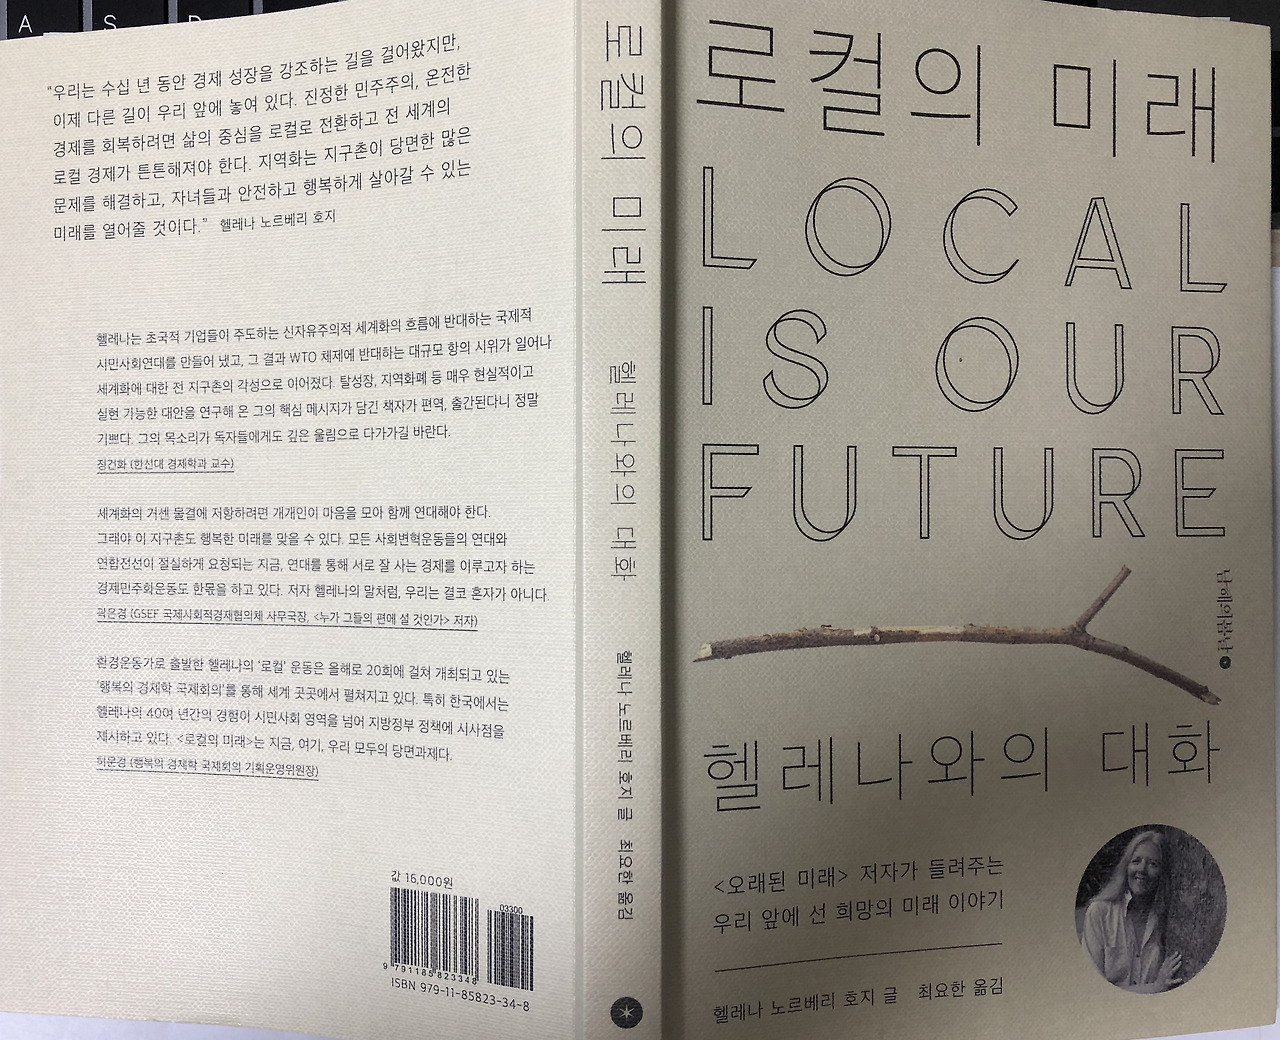 A S D
“우리는 수십 년 동안 경제 성장을 강조하는 길을 걸어왔지만,
이제 다른 길이 우리 앞에 놓여 있다. 진정한 민주주의, 온전한
경제를 회복하려면 삶의 중심을 로컬로 전환하고 전 세계의
로컬 경제가 튼튼해져야 한다. 지역화는 지구촌이 당면한 많은
문제를 해결하고, 자녀들과 안전하고 행복하게 살아갈 수 있는
미래를 열어줄 것이다.” 헬레나 노르베리 호지
헬레나는 초국적 기업들이 주도하는 신자유주의적 세계화의 흐름에 반대하는 국제적
시민사회연대를 만들어 냈고, 그 결과 WTO 체제에 반대하는 대규모 항의 시위가 일어나
세계화에 대한 전 지구촌의 각성으로 이어졌다. 탈성장, 지역화폐 등 매우 현실적이고
실현 가능한 대안을 연구해 온 그의 핵심 메시지가 담긴 책자가 편역, 출간된다니 정말
기쁘다. 그의 목소리가 독자들에게도 깊은 울림으로 다가가길 바란다.
정건화 (한신대 경제학과 교수)
세계화의 거센 물결에 저항하려면 개개인이 마음을 모아 함께 연대해야 한다.
그래야 이 지구촌도 행복한 미래를 맞을 수 있다. 모든 사회변혁운동들의 연대와
연합전선이 절실하게 요청되는 지금, 연대를 통해 서로 잘 사는 경제를 이루고자 하는
경제민주화운동도 한몫을 하고 있다. 저자 헬레나의 말처럼, 우리는 결코 혼자가 아니다.
곽은경 (GSEF 국제사회적경제협의체 사무국장, <누가 그들의 편에 설 것인가> 저자)
환경운동가로 출발한 헬레나의 ‘로컬’ 운동은 올해로 20회에 걸쳐 개최되고 있는
‘행복의 경제학 국제회의’를 통해 세계 곳곳에서 펼쳐지고 있다. 특히 한국에서는
헬레나의 40여 년간의 경험이 시민사회 영역을 넘어 지방정부 정책에 시사점을
제시하고 있다. <로컬의 미래>는 지금, 여기, 우리 모두의 당면과제다.
허문경 (행복의 경제학 국제회의 기획운영위원장)
값 16,000원
03300
9 791185 823348
ISBN 979-11-85823-34-8
로컬의 미래
헬레나와의 대화
헬레나 노르베리 호지 글
최요한 옮김
로컬의 미래
LOCAL
IS OUR
FUTURE
남해의봄날
헬레나와의 대화
<오래된 미래> 저자가 들려주는
우리 앞에 선 희망의 미래 이야기
헬레나 노르베리 호지 글 최요한 옮김